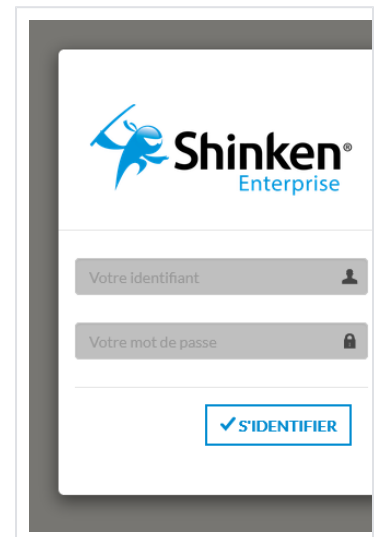 Shinken®
Enterprise
Votre identifiant
Votre mot de passe
S'IDENTIFIER